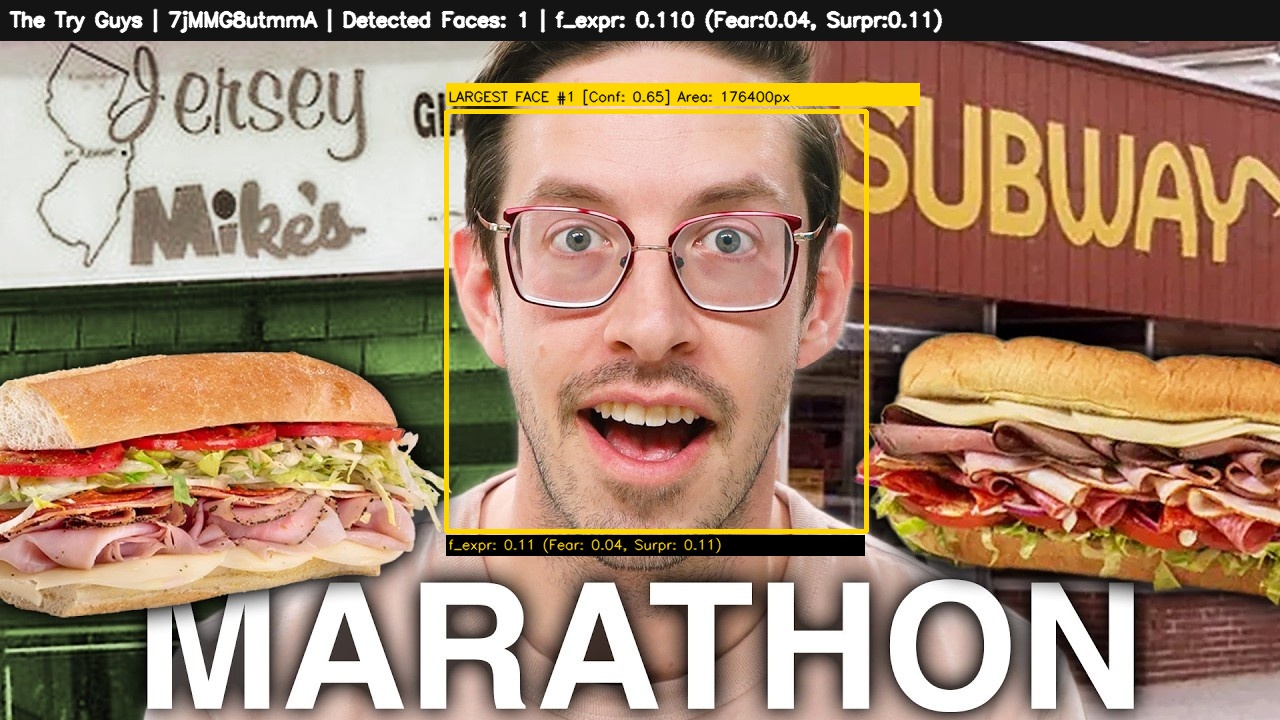 The Try Guys | 7jMMG8utmmA | Detected Faces: 1 | f_expr: 0.110 (Fear:0.04, Surpr:0.11)
LARGEST FACE #1 [Conf: 0.65] Area: 176400px
Jersey
Mike's
SUBWAY
f_expr: 0.11 (Fear: 0.04, Surpr: 0.11)
MARATHON